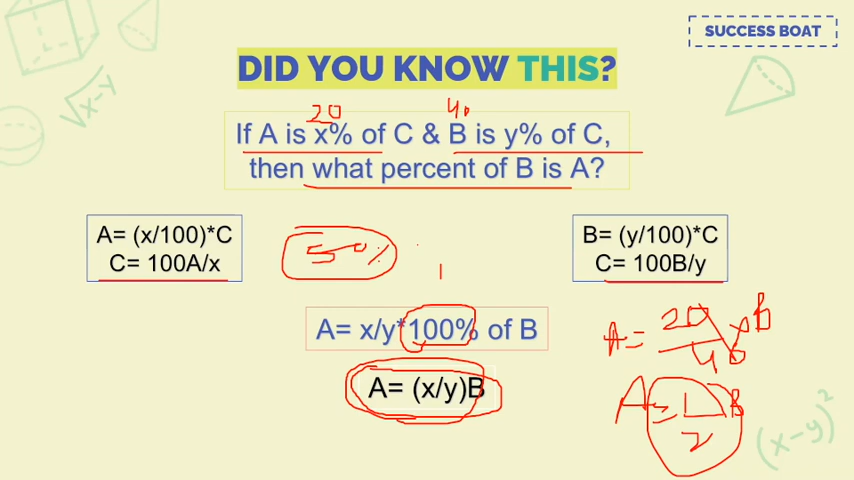 SUCCESS BOAT
DID YOU KNOW THIS?
√x-y
20
40
If A is x% of C & B is y% of C,
then what percent of B is A?
A= (x/100)*C
C= 100A/x
50%
B= (y/100)*C
C= 100B/y
A= x/y*100% of B
A= (x/y)B
A= 20/40 x B
A= 1/2 B
(x-y)²